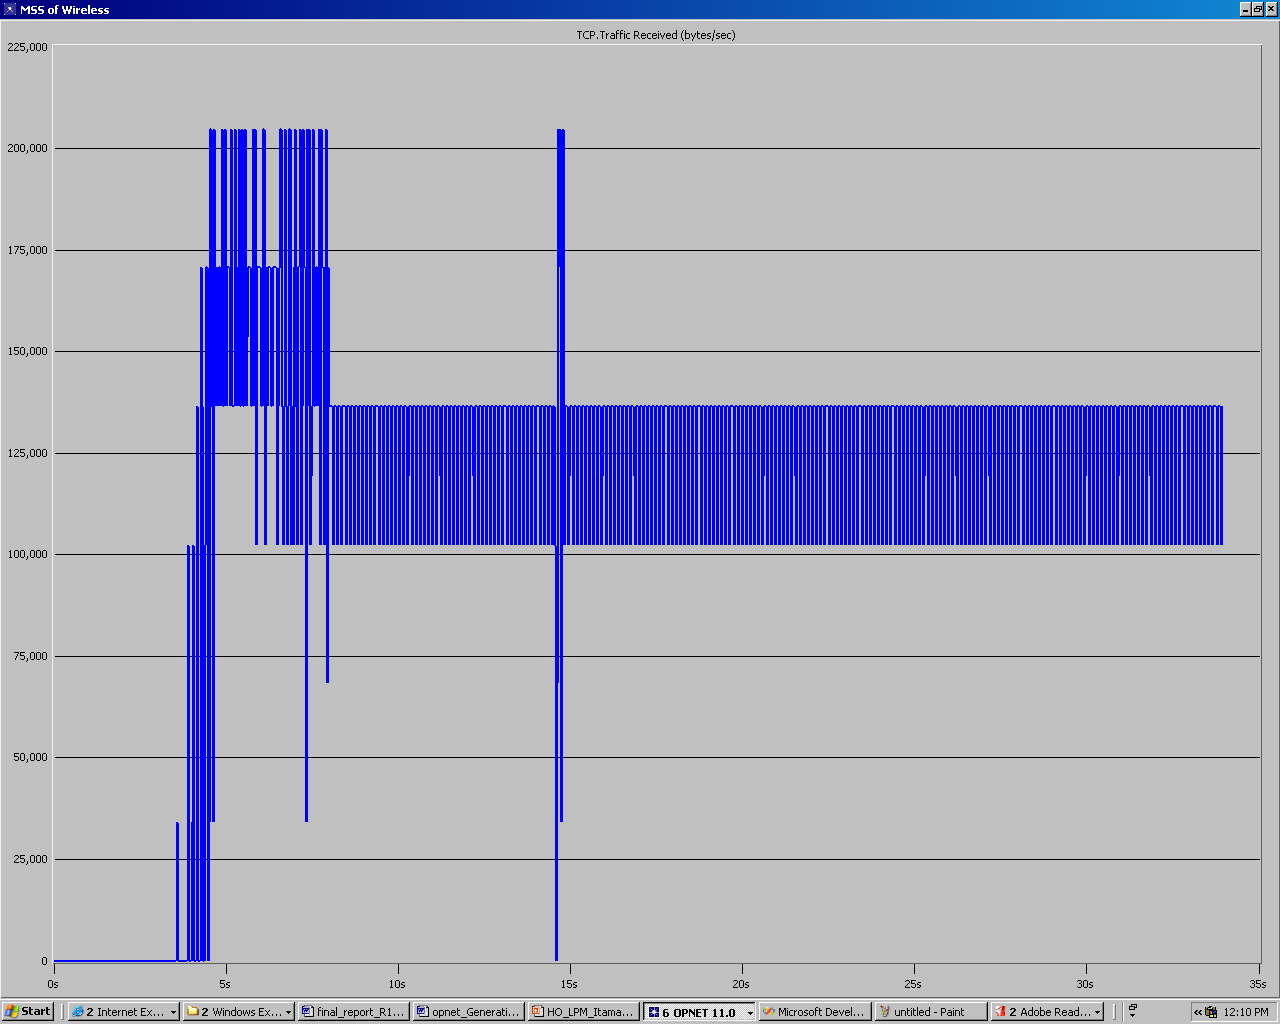 MSS of Wireless
TCP.Traffic Received (bytes/sec)
225,000
200,000
175,000
150,000
125,000
100,000
75,000
50,000
25,000
0
0s 5s 10s 15s 20s 25s 30s 35s
Start 2 Internet Ex... 2 Windows Ex... final_report_R1... opnet_Generati... HO_LPM_Itama... 6 OPNET 11.0 Microsoft Devel... untitled - Paint 2 Adobe Read... « 12:10 PM